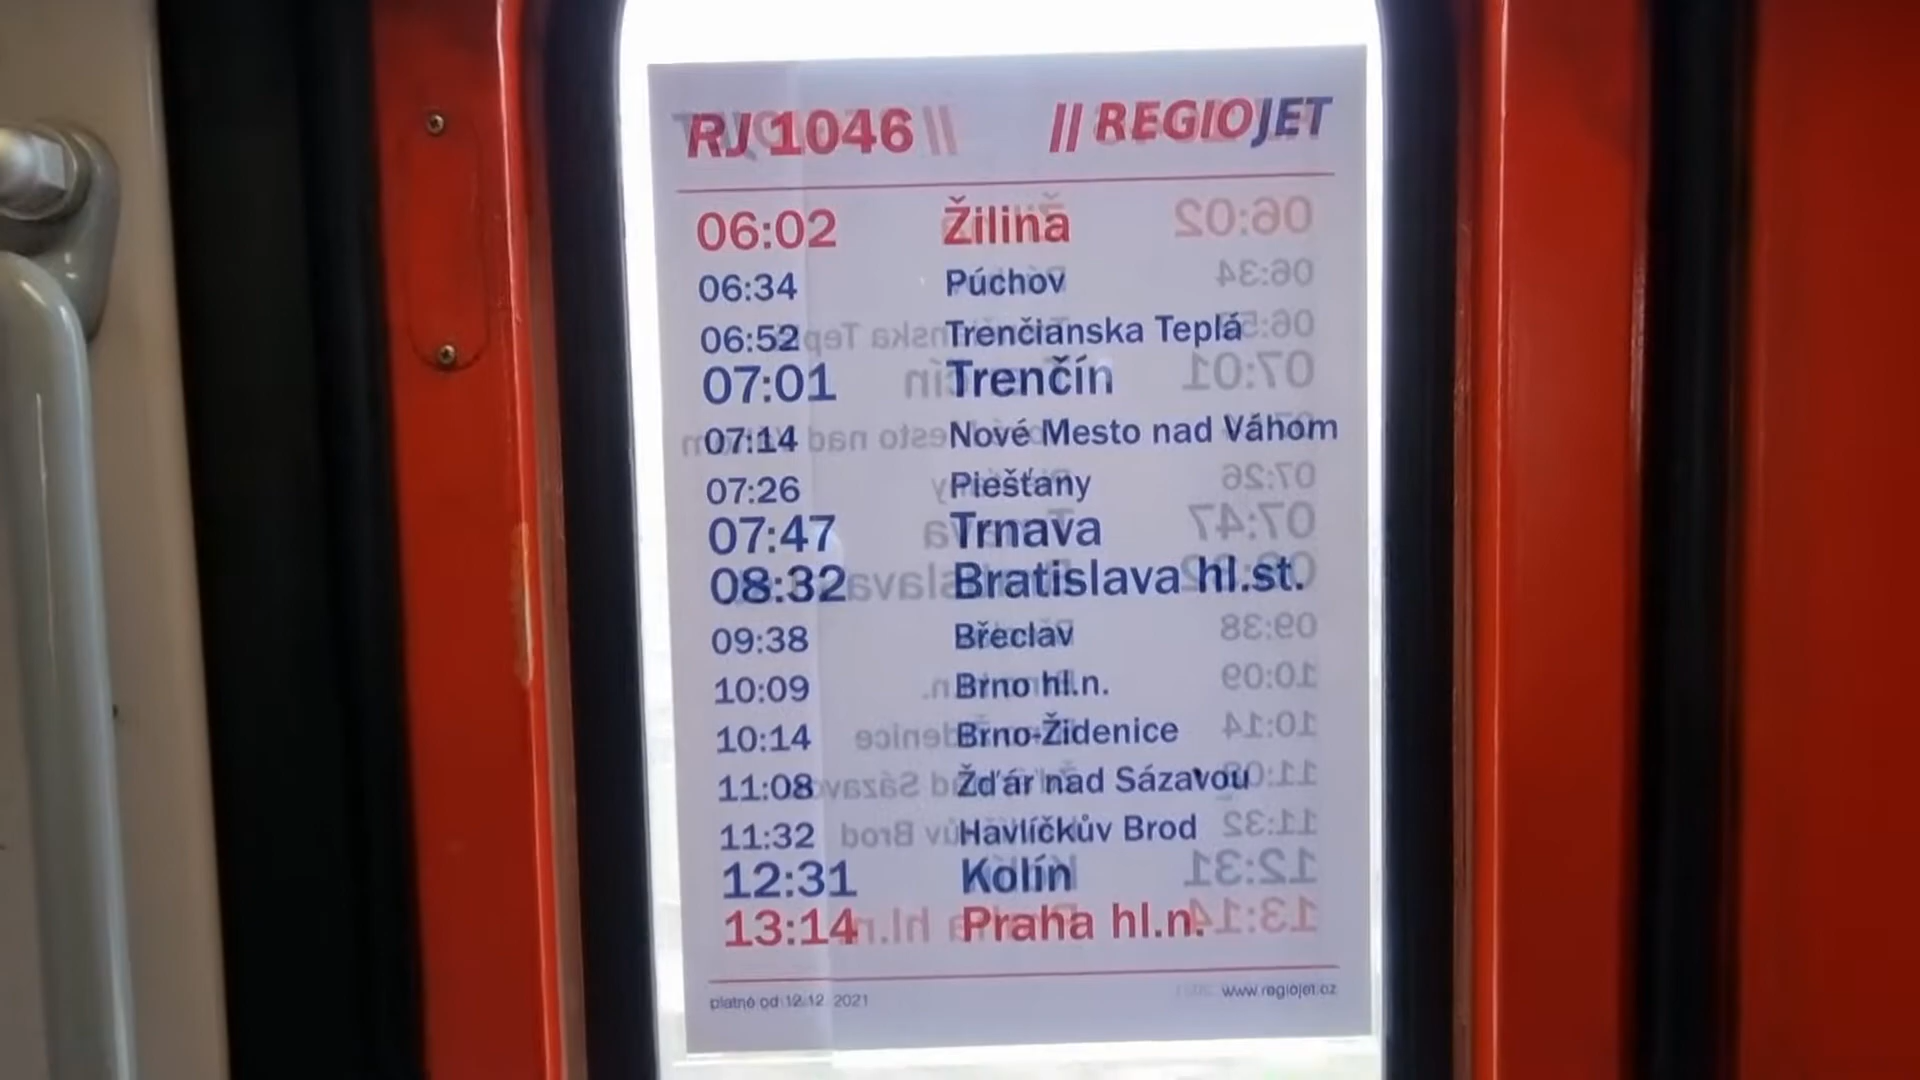 RJ 1046 // REGIOJET
06:02 Žilina
06:34 Púchov
06:52 Trenčianska Teplá
07:01 Trenčín
07:14 Nové Mesto nad Váhom
07:26 Piešťany
07:47 Trnava
08:32 Bratislava hl.st.
09:38 Břeclav
10:09 Brno hl.n.
10:14 Brno-Židenice
11:08 Žďár nad Sázavou
11:32 Havlíčkův Brod
12:31 Kolín
13:14 Praha hl.n.
platné od 12.12. 2021 www.regiojet.cz